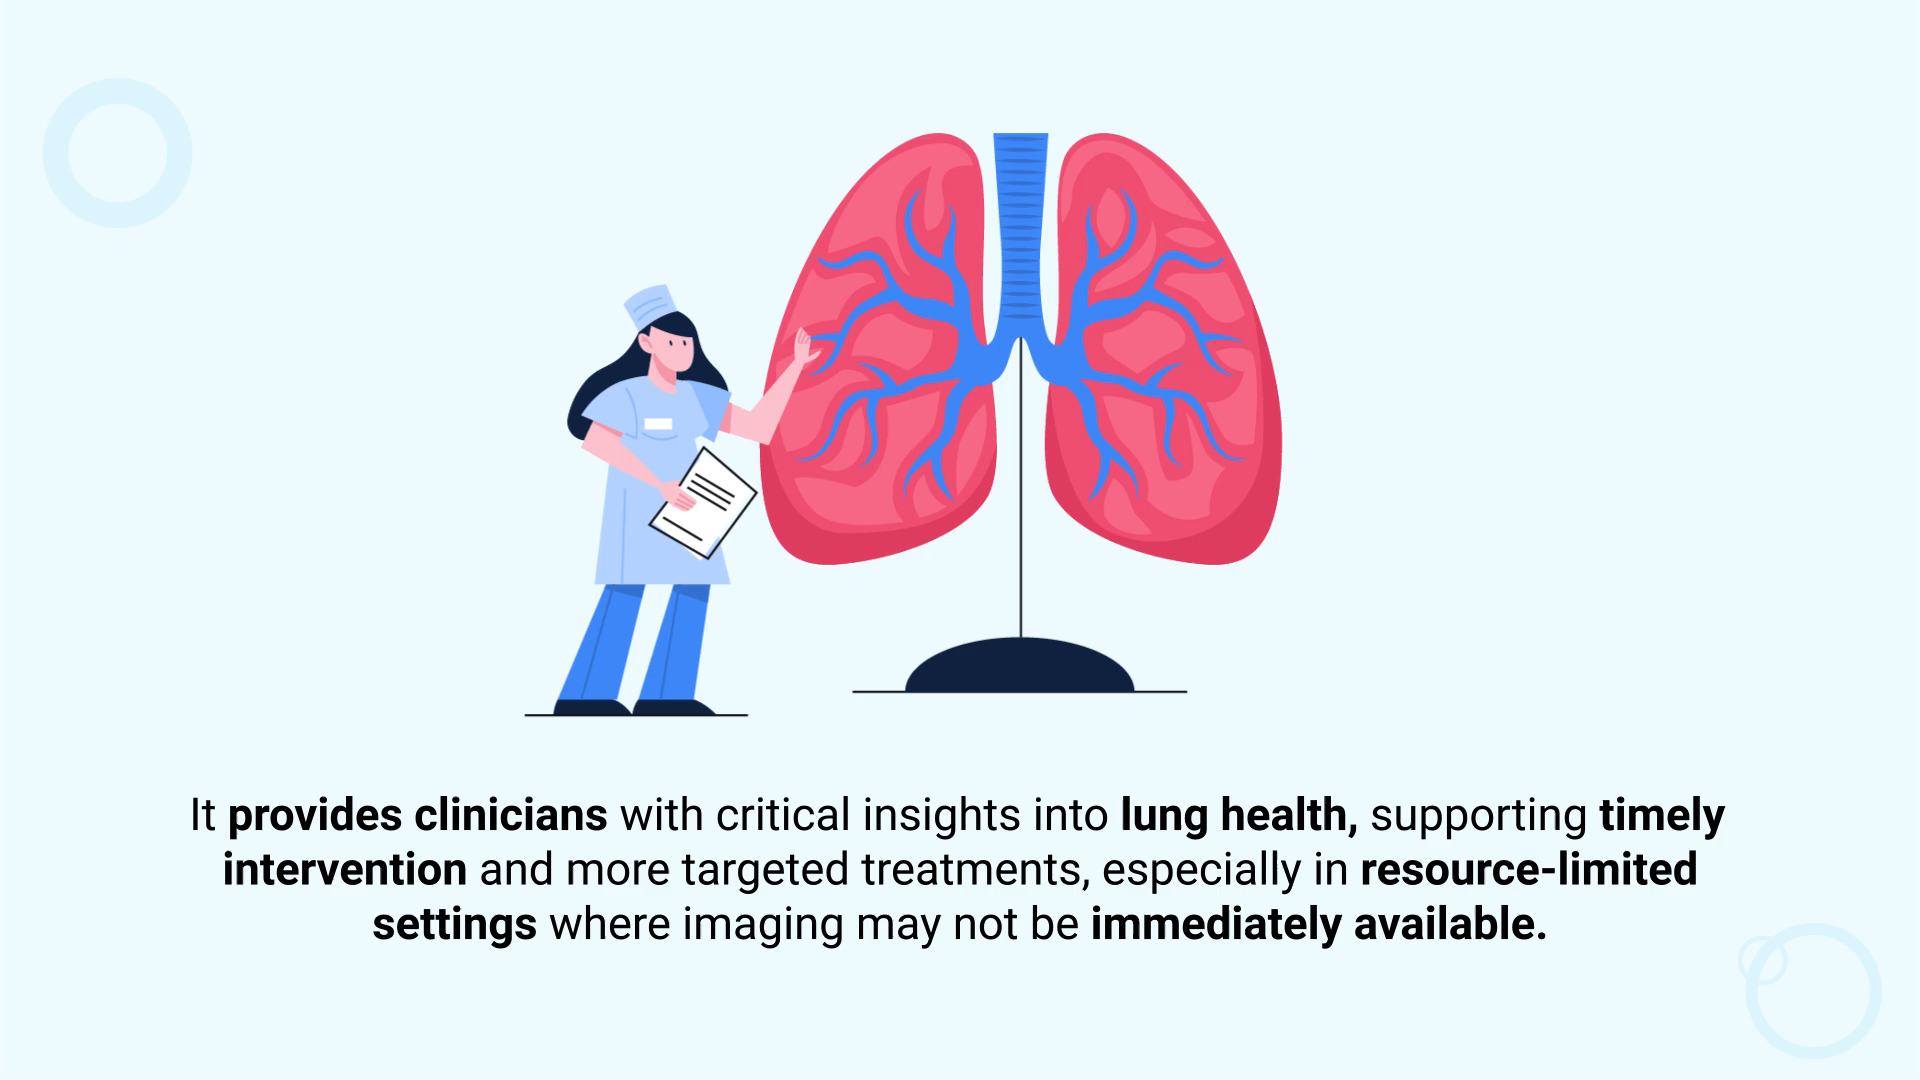 It provides clinicians with critical insights into lung health, supporting timely
intervention and more targeted treatments, especially in resource-limited
settings where imaging may not be immediately available.